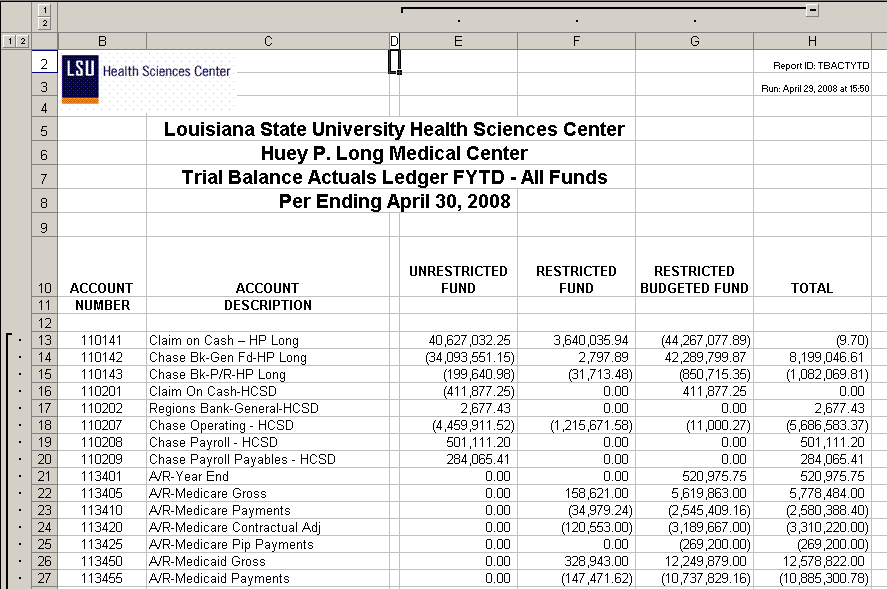 1
2
1 2 B C D E F G H
2 LSU Health Sciences Center Report ID: TBACTYTD
3 Run: April 29, 2008 at 15:50
4
5 Louisiana State University Health Sciences Center
6 Huey P. Long Medical Center
7 Trial Balance Actuals Ledger FYTD - All Funds
8 Per Ending April 30, 2008
9
UNRESTRICTED RESTRICTED RESTRICTED
10 ACCOUNT ACCOUNT FUND FUND BUDGETED FUND TOTAL
11 NUMBER DESCRIPTION
12
13 110141 Claim on Cash – HP Long 40,627,032.25 3,640,035.94 (44,267,077.89) (9.70)
14 110142 Chase Bk-Gen Fd-HP Long (34,093,551.15) 2,797.89 42,289,799.87 8,199,046.61
15 110143 Chase Bk-P/R-HP Long (199,640.98) (31,713.48) (850,715.35) (1,082,069.81)
16 110201 Claim On Cash-HCSD (411,877.25) 0.00 411,877.25 0.00
17 110202 Regions Bank-General-HCSD 2,677.43 0.00 0.00 2,677.43
18 110207 Chase Operating - HCSD (4,459,911.52) (1,215,671.58) (11,000.27) (5,686,583.37)
19 110208 Chase Payroll - HCSD 501,111.20 0.00 0.00 501,111.20
20 110209 Chase Payroll Payables - HCSD 284,065.41 0.00 0.00 284,065.41
21 113401 A/R-Year End 0.00 0.00 520,975.75 520,975.75
22 113405 A/R-Medicare Gross 0.00 158,621.00 5,619,863.00 5,778,484.00
23 113410 A/R-Medicare Payments 0.00 (34,979.24) (2,545,409.16) (2,580,388.40)
24 113420 A/R-Medicare Contractual Adj 0.00 (120,553.00) (3,189,667.00) (3,310,220.00)
25 113425 A/R-Medicare Pip Payments 0.00 0.00 (269,200.00) (269,200.00)
26 113450 A/R-Medicaid Gross 0.00 328,943.00 12,249,879.00 12,578,822.00
27 113455 A/R-Medicaid Payments 0.00 (147,471.62) (10,737,829.16) (10,885,300.78)